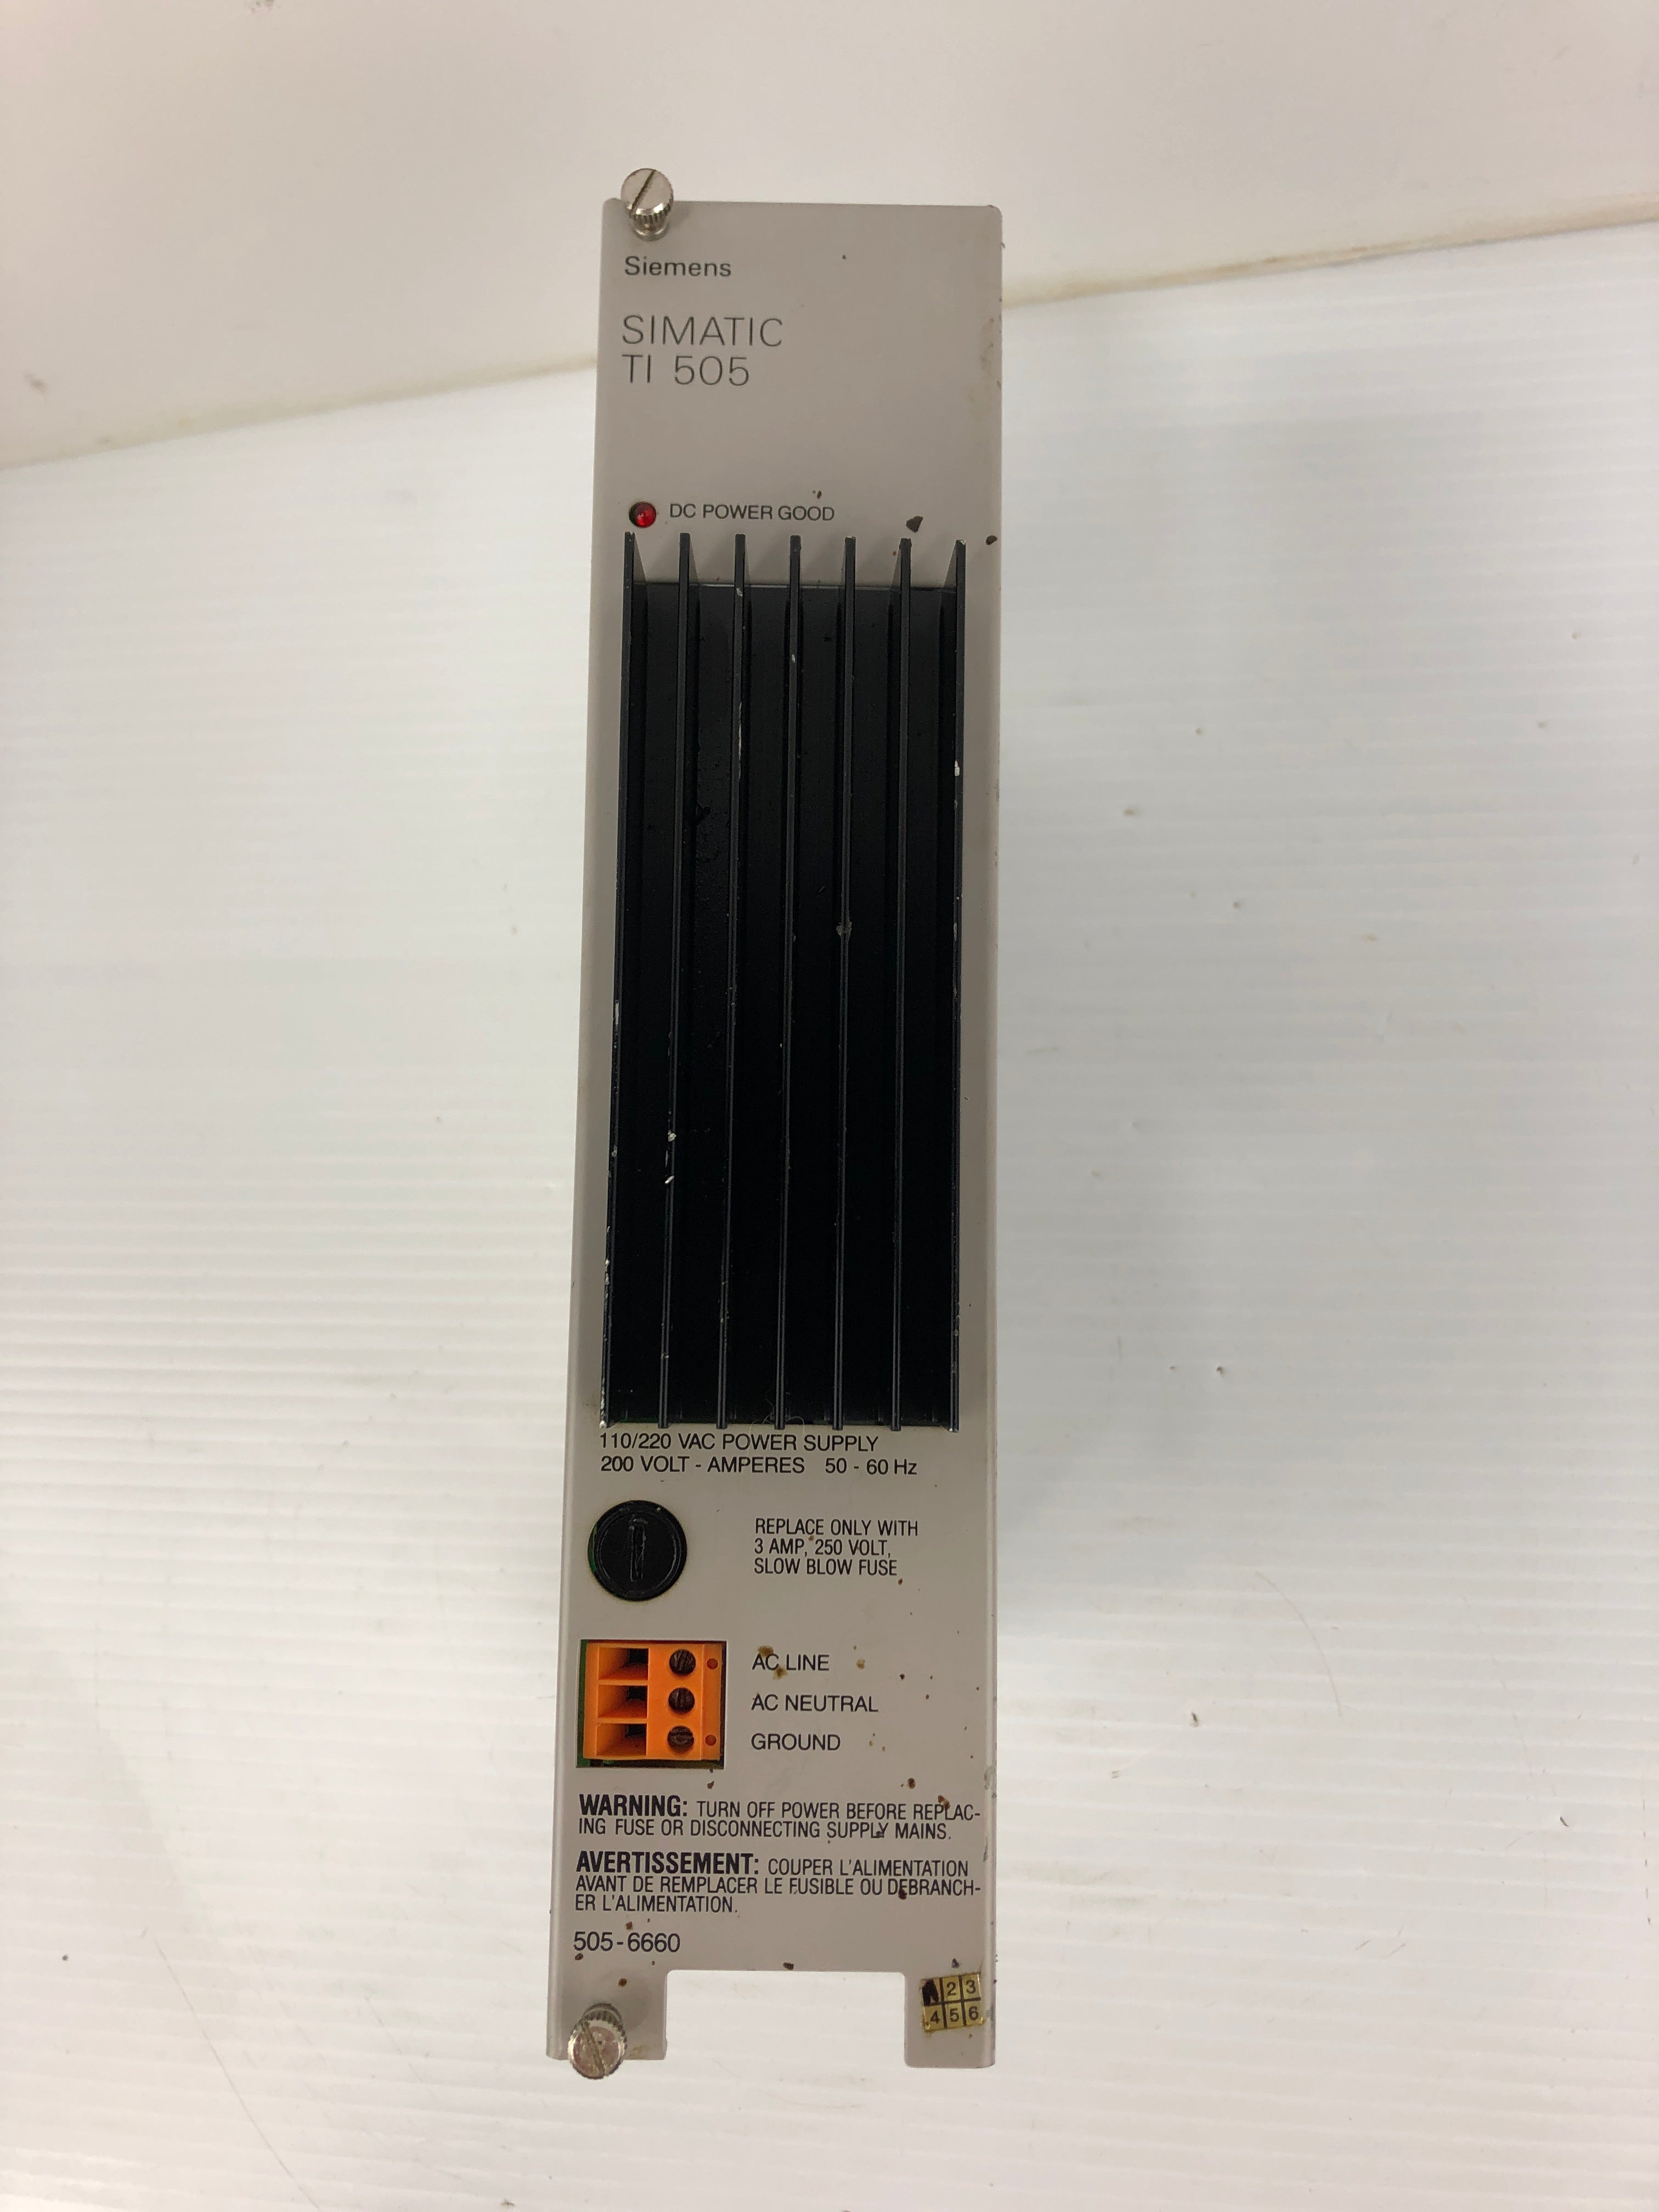 Siemens
SIMATIC
TI 505
DC POWER GOOD
110/220 VAC POWER SUPPLY
200 VOLT - AMPERES 50 - 60 Hz
REPLACE ONLY WITH
3 AMP, 250 VOLT,
SLOW BLOW FUSE
AC LINE
AC NEUTRAL
GROUND
WARNING: TURN OFF POWER BEFORE REPLAC-
ING FUSE OR DISCONNECTING SUPPLY MAINS.
AVERTISSEMENT: COUPER L'ALIMENTATION
AVANT DE REMPLACER LE FUSIBLE OU DEBRANCH-
ER L'ALIMENTATION.
505-6660
2 3
4 5 6